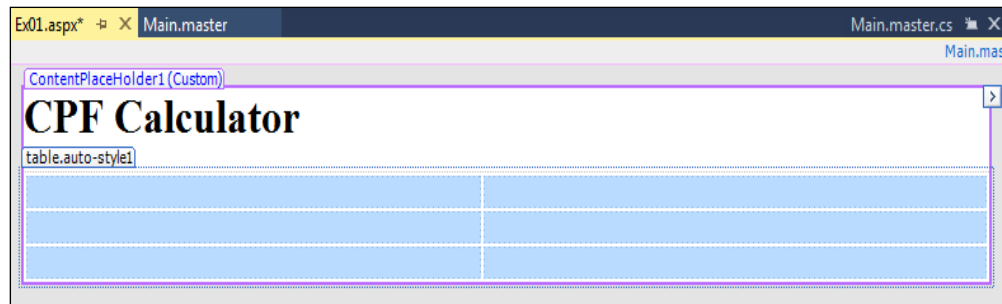 Ex01.aspx* Main.master Main.master.cs
Main.mas
ContentPlaceHolder1 (Custom)
CPF Calculator
table.auto-style1